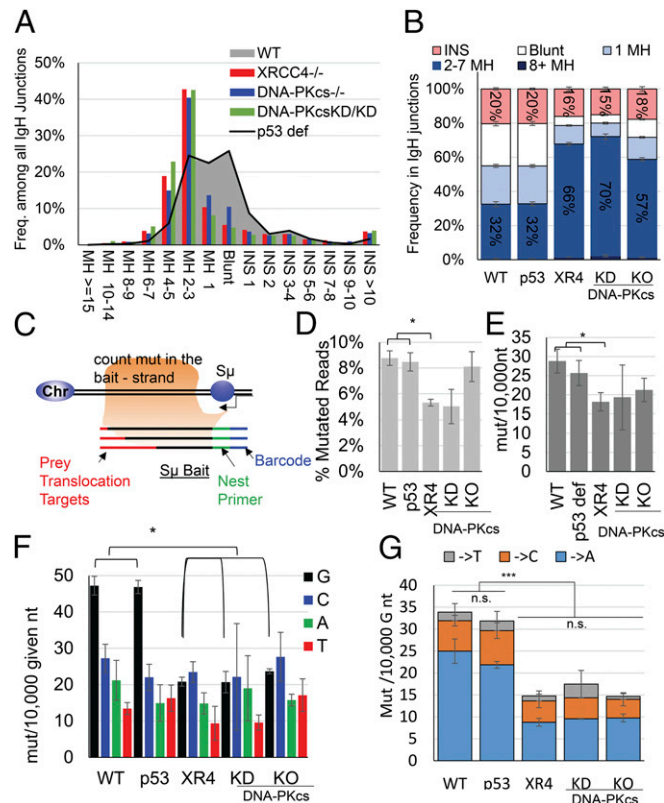 A
Freq. among all IgH Junctions
50%
40%
30%
20%
10%
0%
WT
XRCC4-/-
DNA-PKcs-/-
DNA-PKcsKD/KD
p53 def
MH >=15
MH 10-14
MH 8-9
MH 6-7
MH 4-5
MH 2-3
MH 1
Blunt
INS 1
INS 2
INS 3-4
INS 5-6
INS 7-8
INS 9-10
INS >10
B
INS
Blunt
1 MH
2-7 MH
8+ MH
Frequency in IgH junctions
100%
80%
60%
40%
20%
0%
20%
20%
16%
15%
18%
32%
32%
66%
70%
57%
WT
p53
XR4
KD
KO
DNA-PKcs
C
count mut in the
bait - strand
Sμ
Chr
Prey
Translocation
Targets
Sμ Bait
Barcode
Nest
Primer
D
% Mutated Reads
10%
8%
6%
4%
2%
0%
*
WT
p53
XR4
KD
KO
DNA-PKcs
E
mut/10,000nt
35
30
25
20
15
10
5
0
*
WT
p53 def
XR4
KD
KO
DNA-PKcs
F
mut/10,000 given nt
50
40
30
20
10
0
*
G
C
A
T
WT
p53
XR4
KD
KO
DNA-PKcs
G
->T
->C
->A
Mut /10,000 G nt
40
35
30
25
20
15
10
5
0
***
n.s.
n.s.
WT
p53
XR4
KD
KO
DNA-PKcs